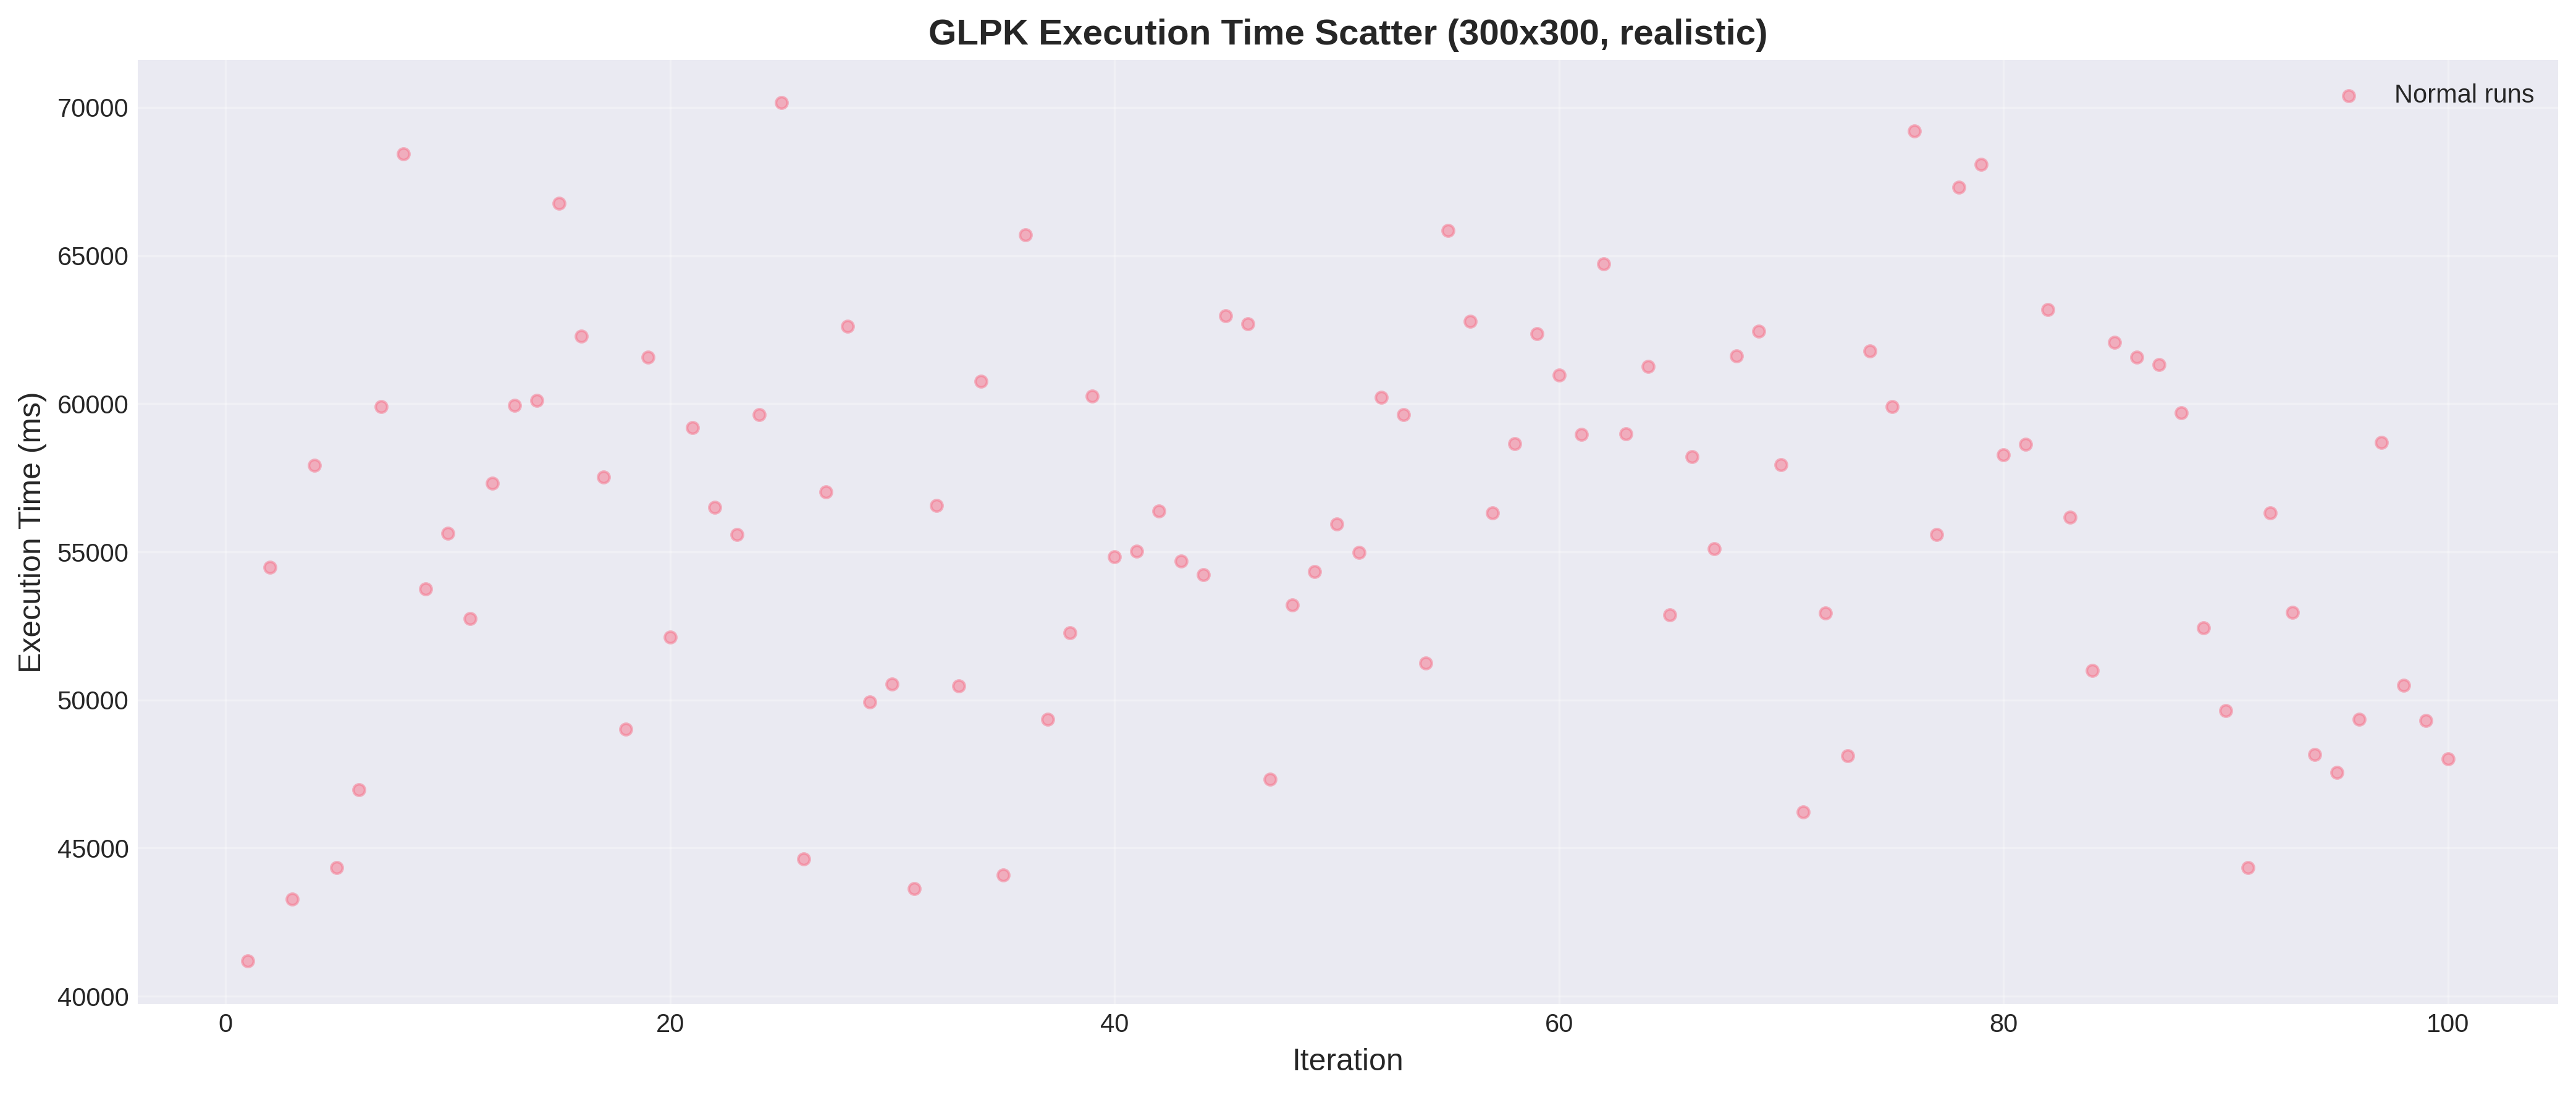 GLPK Execution Time Scatter (300x300, realistic)
Normal runs
Execution Time (ms)
70000
65000
60000
55000
50000
45000
40000
0 20 40 60 80 100
Iteration